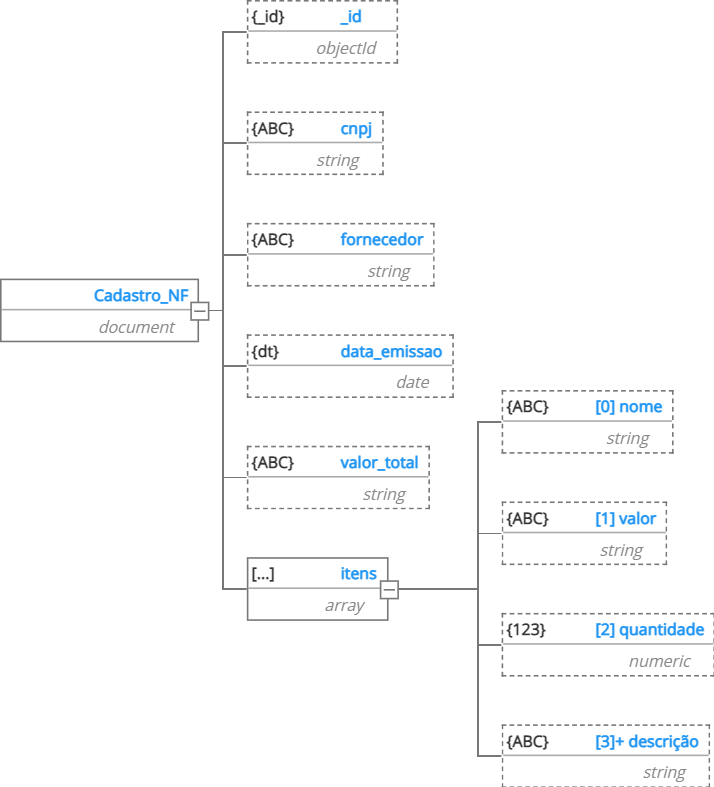 {_id} _id
objectId
{ABC} cnpj
string
{ABC} fornecedor
string
Cadastro_NF
document
{dt} data_emissao
date
{ABC} valor_total
string
[...] itens
array
{ABC} [0] nome
string
{ABC} [1] valor
string
{123} [2] quantidade
numeric
{ABC} [3]+ descrição
string